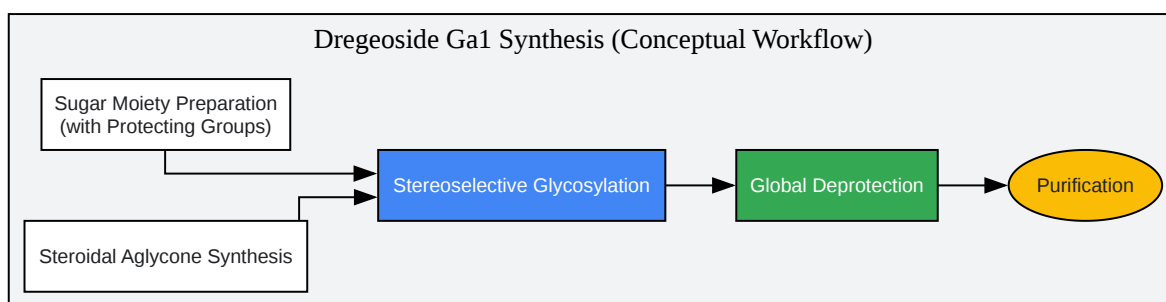 Dregeoside Ga1 Synthesis (Conceptual Workflow)
Sugar Moiety Preparation
(with Protecting Groups)
Steroidal Aglycone Synthesis
Stereoselective Glycosylation
Global Deprotection
Purification